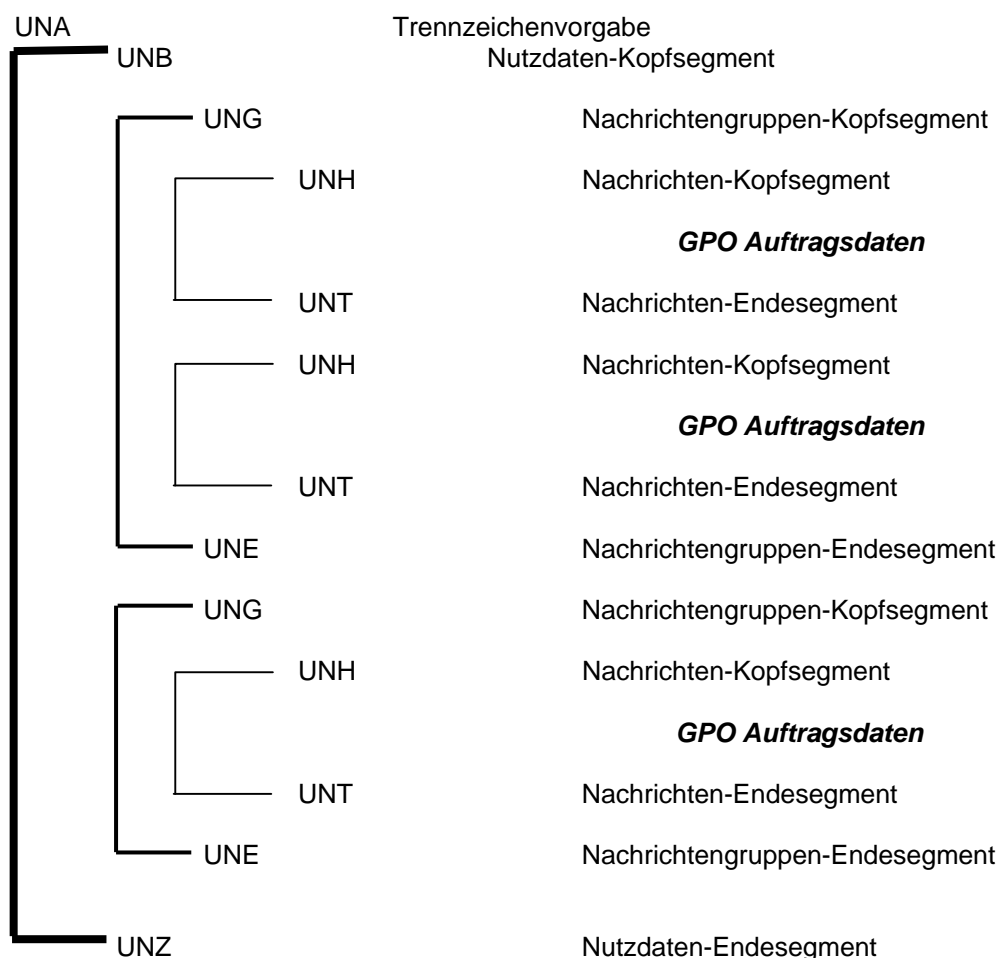 UNA Trennzeichenvorgabe
UNB Nutzdaten-Kopfsegment
UNG Nachrichtengruppen-Kopfsegment
UNH Nachrichten-Kopfsegment
GPO Auftragsdaten
UNT Nachrichten-Endesegment
UNH Nachrichten-Kopfsegment
GPO Auftragsdaten
UNT Nachrichten-Endesegment
UNE Nachrichtengruppen-Endesegment
UNG Nachrichtengruppen-Kopfsegment
UNH Nachrichten-Kopfsegment
GPO Auftragsdaten
UNT Nachrichten-Endesegment
UNE Nachrichtengruppen-Endesegment
UNZ Nutzdaten-Endesegment